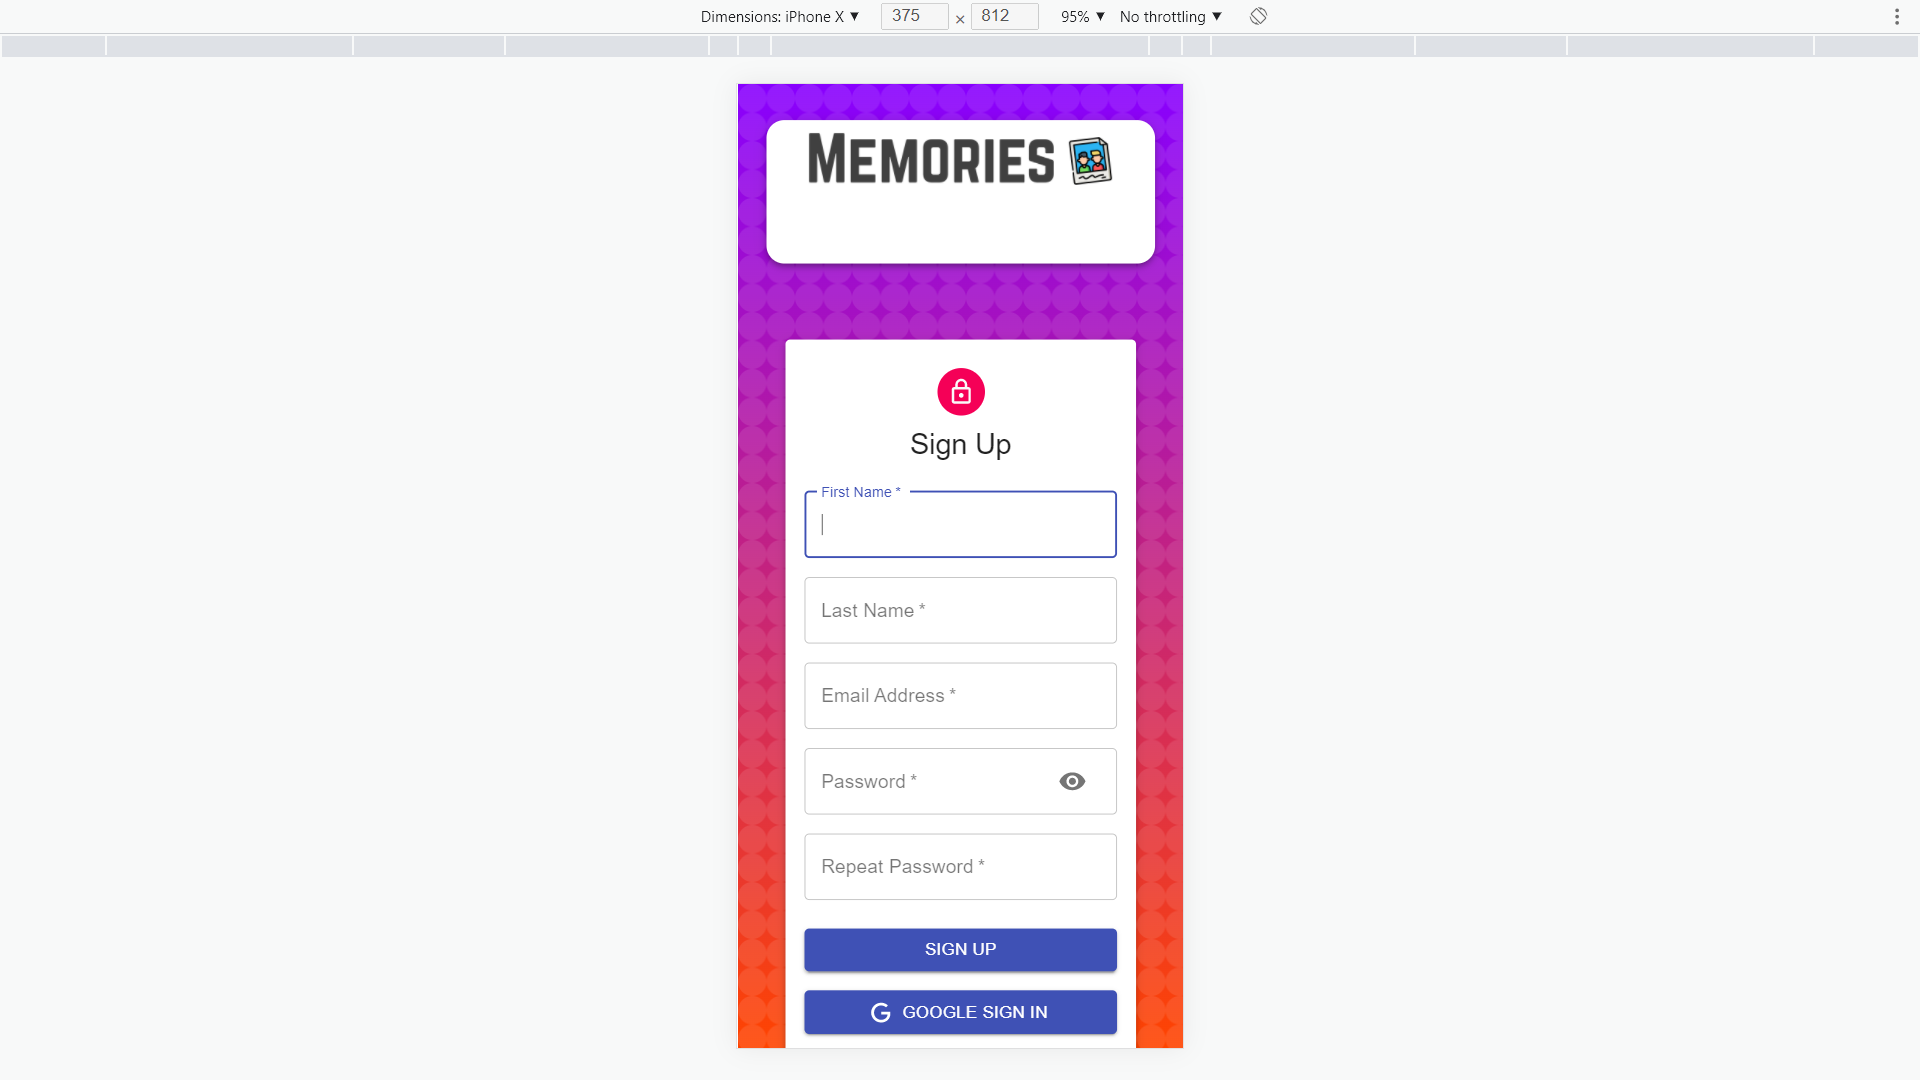 Dimensions: iPhone X ▼ 375 × 812 95% ▼ No throttling ▼
MEMORIES
Sign Up
First Name *
Last Name *
Email Address *
Password *
Repeat Password *
SIGN UP
G GOOGLE SIGN IN